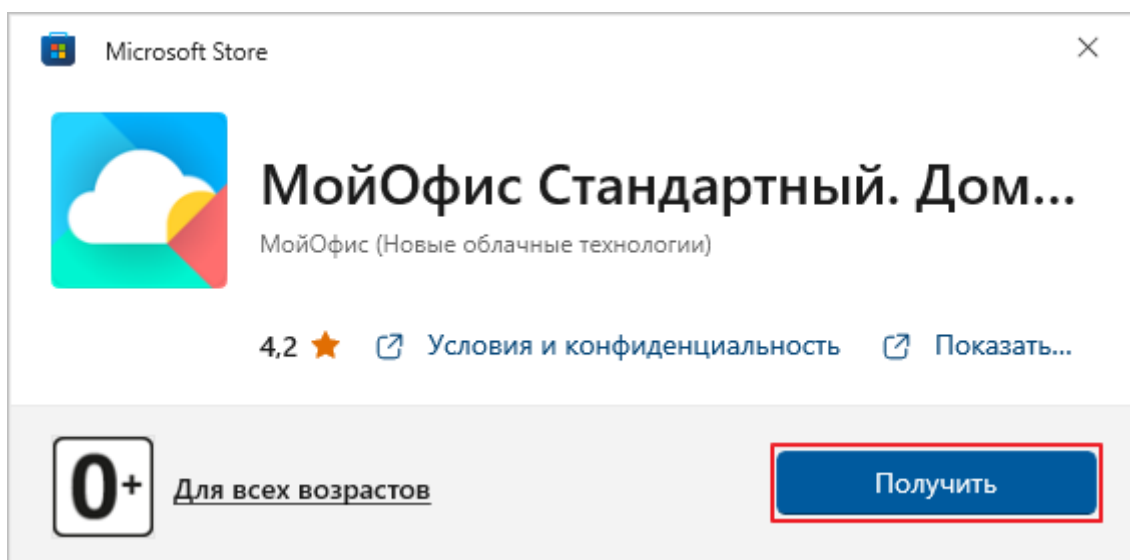 Microsoft Store
МойОфис Стандартный. Дом...
МойОфис (Новые облачные технологии)
4,2 Условия и конфиденциальность Показать...
0+ Для всех возрастов Получить